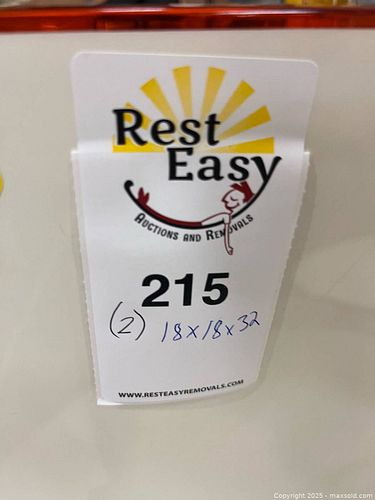 Rest
Easy
AUCTIONS AND REMOVALS
215
(2) 18x18x32
WWW.RESTEASYREMOVALS.COM
Copyright 2025 - maxsold.com